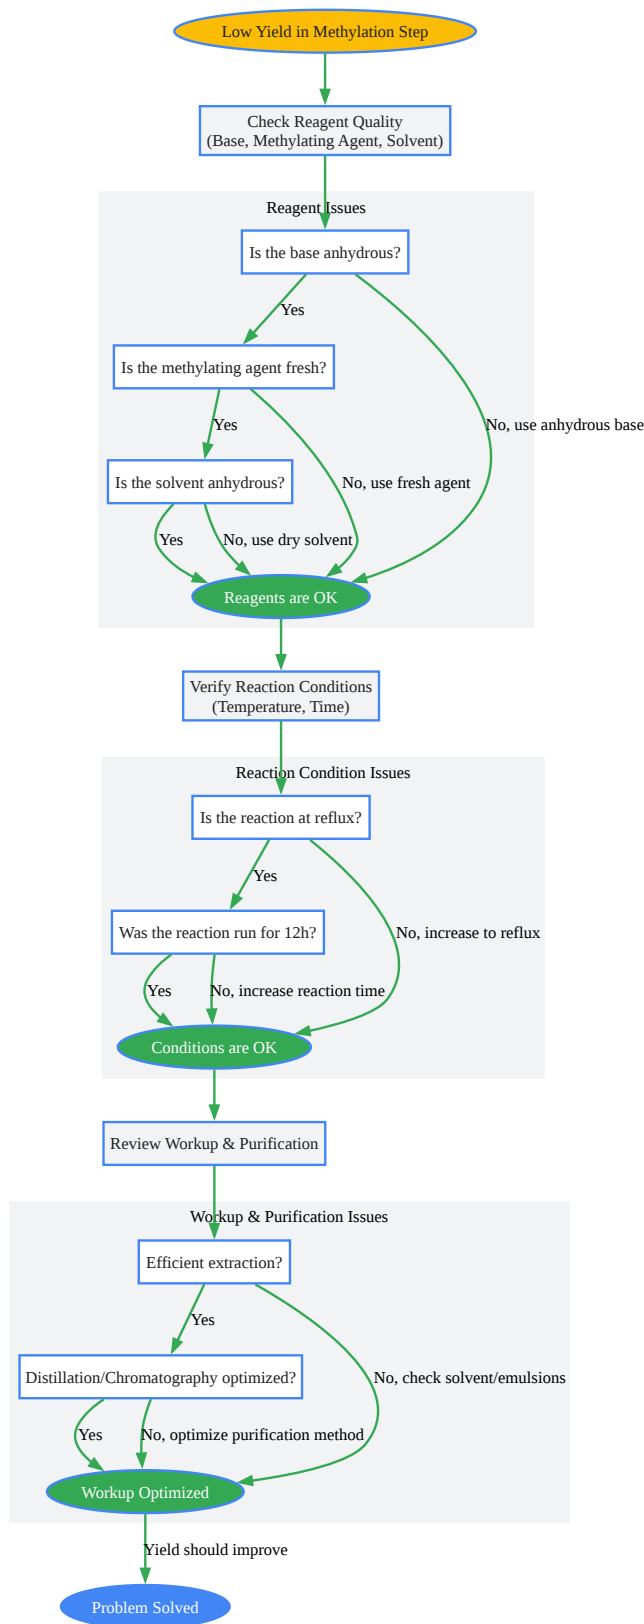 Low Yield in Methylation Step
Check Reagent Quality
(Base, Methylating Agent, Solvent)
Reagent Issues
Is the base anhydrous?
Yes
Is the methylating agent fresh?
Yes
No, use anhydrous base
Is the solvent anhydrous?
No, use fresh agent
Yes
No, use dry solvent
Reagents are OK
Verify Reaction Conditions
(Temperature, Time)
Reaction Condition Issues
Is the reaction at reflux?
Yes
Was the reaction run for 12h?
No, increase to reflux
Yes
No, increase reaction time
Conditions are OK
Review Workup & Purification
Workup & Purification Issues
Efficient extraction?
Yes
Distillation/Chromatography optimized?
No, check solvent/emulsions
Yes
No, optimize purification method
Workup Optimized
Yield should improve
Problem Solved